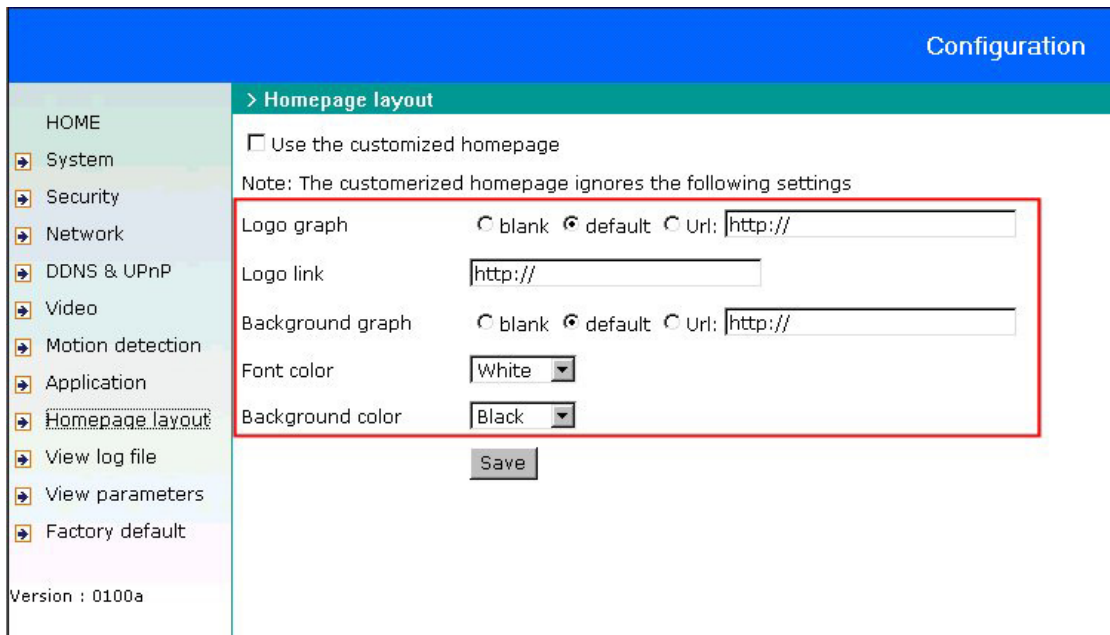 Configuration
HOME
System
Security
Network
DDNS & UPnP
Video
Motion detection
Application
Homepage layout
View log file
View parameters
Factory default
Version : 0100a
> Homepage layout
Use the customized homepage
Note: The customerized homepage ignores the following settings
Logo graph blank default Url: http://
Logo link http://
Background graph blank default Url: http://
Font color White
Background color Black
Save